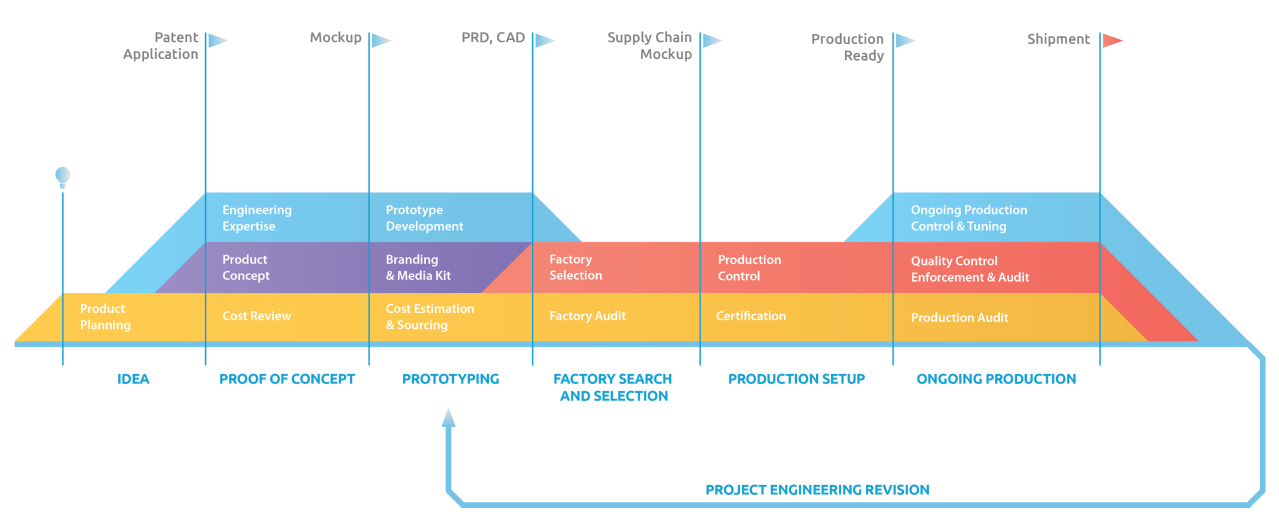 Patent
Application
Mockup
PRD, CAD
Supply Chain
Mockup
Production
Ready
Shipment
Engineering
Expertise
Prototype
Development
Ongoing Production
Control & Tuning
Product
Concept
Branding
& Media Kit
Factory
Selection
Production
Control
Quality Control
Enforcement & Audit
Product
Planning
Cost Review
Cost Estimation
& Sourcing
Factory Audit
Certification
Production Audit
IDEA
PROOF OF CONCEPT
PROTOTYPING
FACTORY SEARCH
AND SELECTION
PRODUCTION SETUP
ONGOING PRODUCTION
PROJECT ENGINEERING REVISION